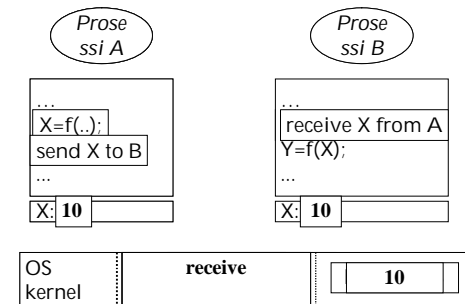 Prose
ssi A
Prose
ssi B
...
X=f(..);
send X to B
...
X: 10
...
receive X from A
Y=f(X);
...
X: 10
OS
kernel
receive
10